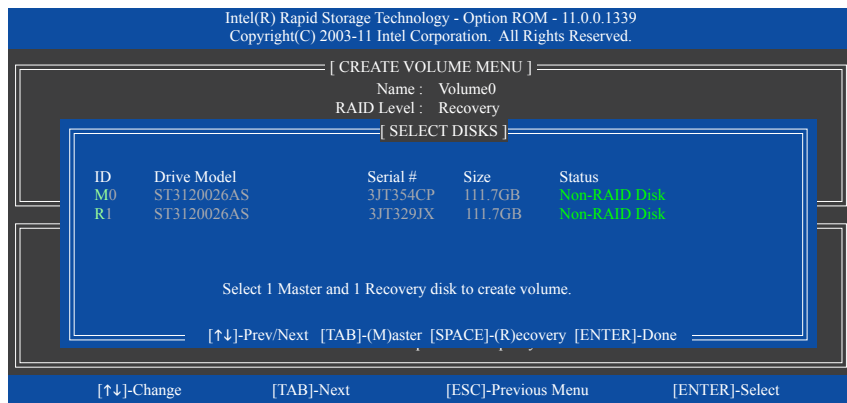 Intel(R) Rapid Storage Technology - Option ROM - 11.0.0.1339
Copyright(C) 2003-11 Intel Corporation. All Rights Reserved.
[ CREATE VOLUME MENU ]
Name : Volume0
RAID Level : Recovery
[ SELECT DISKS ]
ID Drive Model Serial # Size Status
M0 ST3120026AS 3JT354CP 111.7GB Non-RAID Disk
R1 ST3120026AS 3JT329JX 111.7GB Non-RAID Disk
Select 1 Master and 1 Recovery disk to create volume.
[↑↓]-Prev/Next [TAB]-(M)aster [SPACE]-(R)ecovery [ENTER]-Done
[↑↓]-Change [TAB]-Next [ESC]-Previous Menu [ENTER]-Select